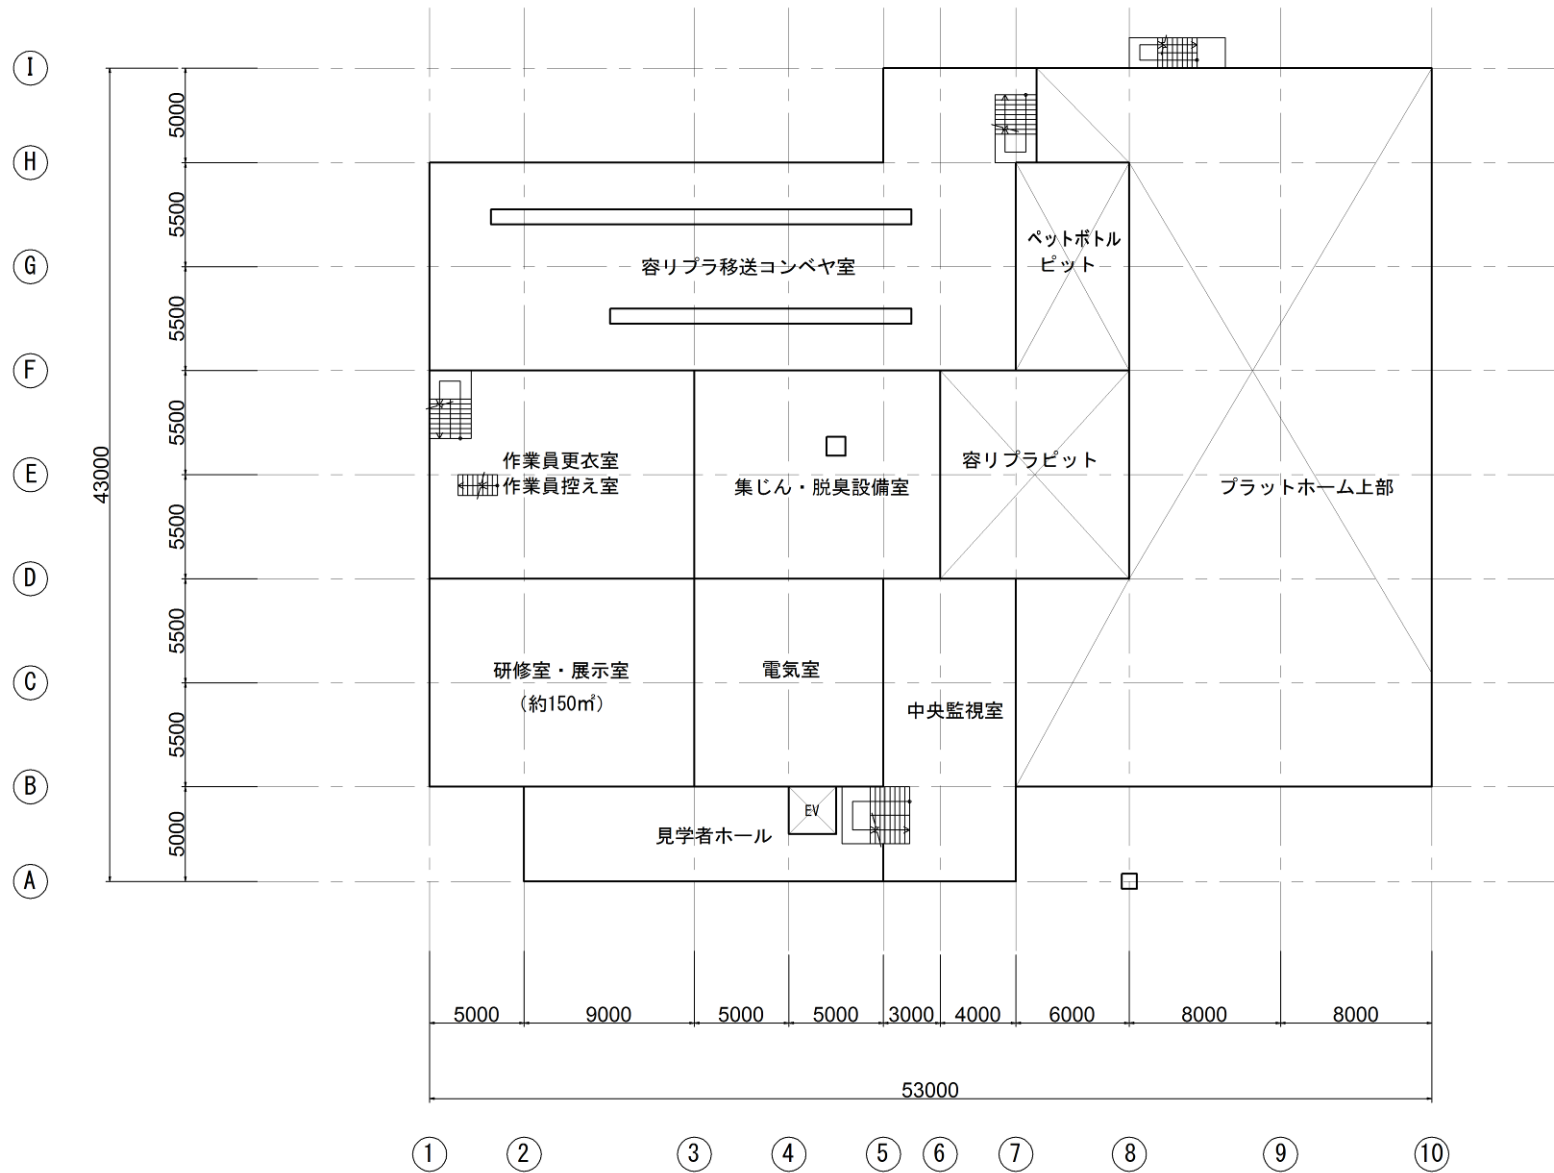 I
H
G
F
E
D
C
B
A
5000
5500
5500
5500
5500
5500
5500
5000
43000
ペットボトル
ピット
容リプラ移送コンベヤ室
作業員更衣室
作業員控え室
集じん・脱臭設備室
容リプラピット
プラットホーム上部
研修室・展示室
（約150㎡）
電気室
中央監視室
EV
見学者ホール
5000 9000 5000 5000 3000 4000 6000 8000 8000
53000
1 2 3 4 5 6 7 8 9 10